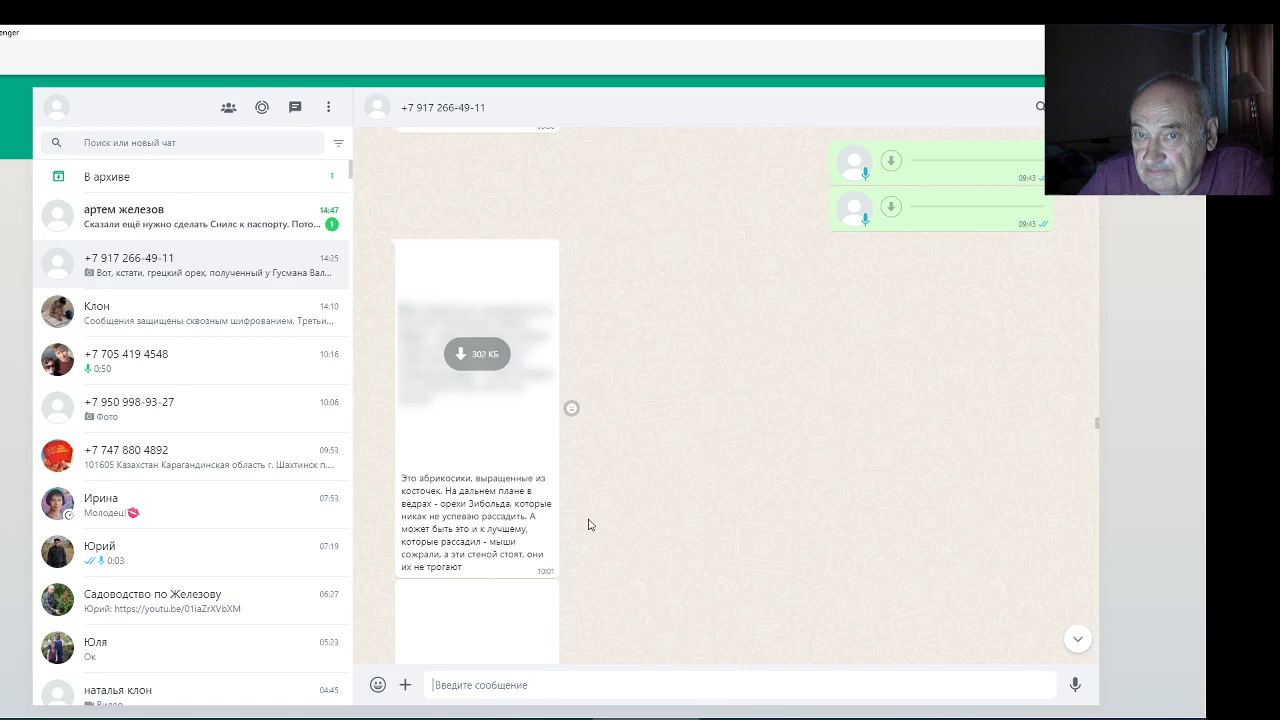 enger
+7 917 266-49-11
Поиск или новый чат
В архиве
1
артем железов
14:47
Сказали ещё нужно сделать Снилс к паспорту. Пото...
1
+7 917 266-49-11
14:25
Вот, кстати, грецкий орех, полученный у Гусмана Вал...
Клон
14:10
Сообщения защищены сквозным шифрованием. Третьи...
+7 705 419 4548
10:16
0:50
+7 950 998-93-27
10:06
Фото
+7 747 880 4892
09:53
101605 Казахстан Карагандинская область г. Шахтинск п....
Ирина
07:53
Молодец!💋
Юрий
07:19
0:03
Садоводство по Железову
06:27
Юрий: https://youtu.be/01iaZrXVbXM
Юля
05:23
Ок
наталья клон
04:45
Видео
09:43
09:43
302 КБ
Это абрикосики, выращенные из
косточек. На дальнем плане в
вёдрах - орехи Зибольда, которые
никак не успеваю рассадить. А
может быть это и к лучшему,
которые рассадил - мыши
сожрали, а эти стеной стоят, они
их не трогают
10:01
Введите сообщение